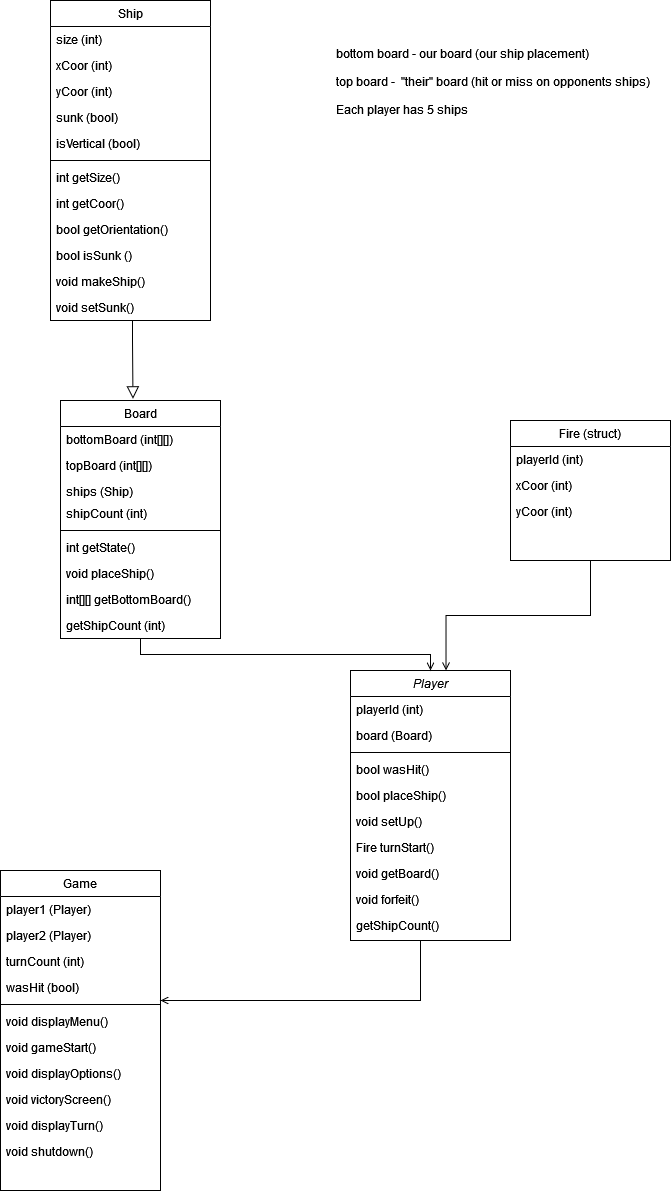 Ship
size (int)
xCoor (int)
yCoor (int)
sunk (bool)
isVertical (bool)
int getSize()
int getCoor()
bool getOrientation()
bool isSunk ()
void makeShip()
void setSunk()
bottom board - our board (our ship placement)
top board - "their" board (hit or miss on opponents ships)
Each player has 5 ships
Board
bottomBoard (int[][])
topBoard (int[][])
ships (Ship)
shipCount (int)
int getState()
void placeShip()
int[][] getBottomBoard()
getShipCount (int)
Fire (struct)
playerId (int)
xCoor (int)
yCoor (int)
Player
playerId (int)
board (Board)
bool wasHit()
bool placeShip()
void setUp()
Fire turnStart()
void getBoard()
void forfeit()
getShipCount()
Game
player1 (Player)
player2 (Player)
turnCount (int)
wasHit (bool)
void displayMenu()
void gameStart()
void displayOptions()
void victoryScreen()
void displayTurn()
void shutdown()